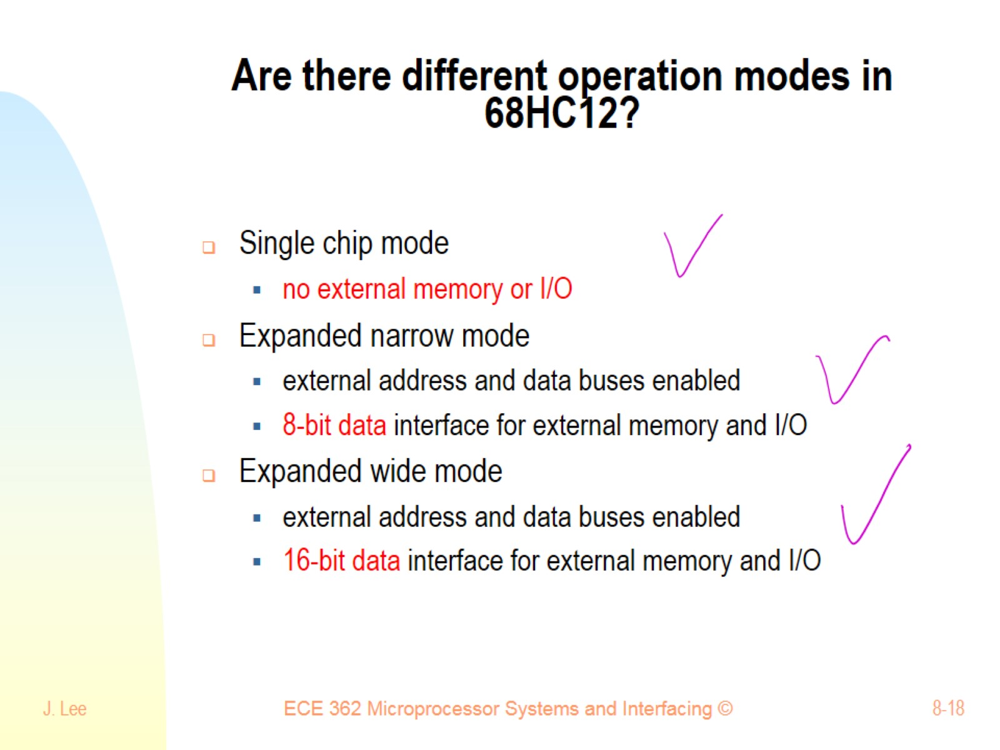 Are there different operation modes in
68HC12?
Single chip mode
no external memory or I/O
Expanded narrow mode
external address and data buses enabled
8-bit data interface for external memory and I/O
Expanded wide mode
external address and data buses enabled
16-bit data interface for external memory and I/O
J. Lee
ECE 362 Microprocessor Systems and Interfacing ©
8-18